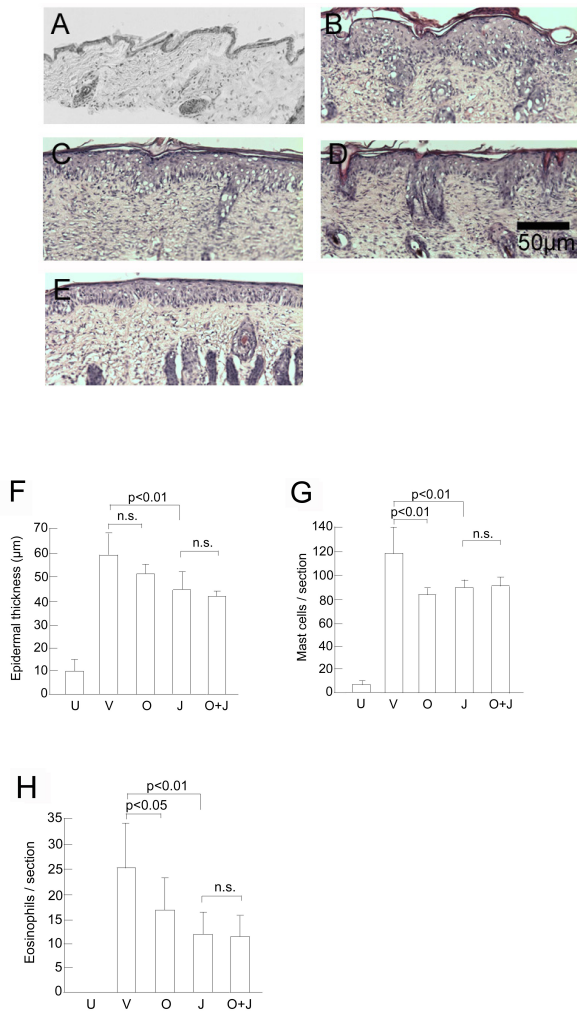 A
B
C
D
50µm
E
F
p<0.01
n.s.
n.s.
Epidermal thickness (µm)
70
60
50
40
30
20
10
0
U V O J O+J
G
p<0.01
p<0.01
n.s.
Mast cells / section
140
120
100
80
60
40
20
0
U V O J O+J
H
p<0.01
p<0.05
n.s.
Eosinophils / section
35
30
25
20
15
10
5
0
U V O J O+J